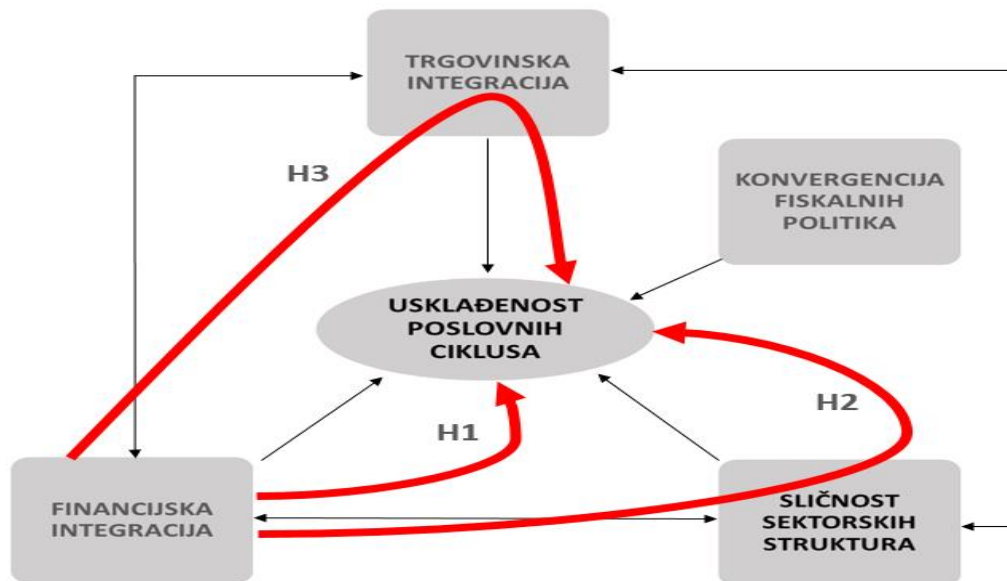 TRGOVINSKA
INTEGRACIJA
H3
KONVERGENCIJA
FISKALNIH
POLITIKA
USKLAĐENOST
POSLOVNIH
CIKLUSA
H2
H1
FINANCIJSKA
INTEGRACIJA
SLIČNOST
SEKTORSKIH
STRUKTURA